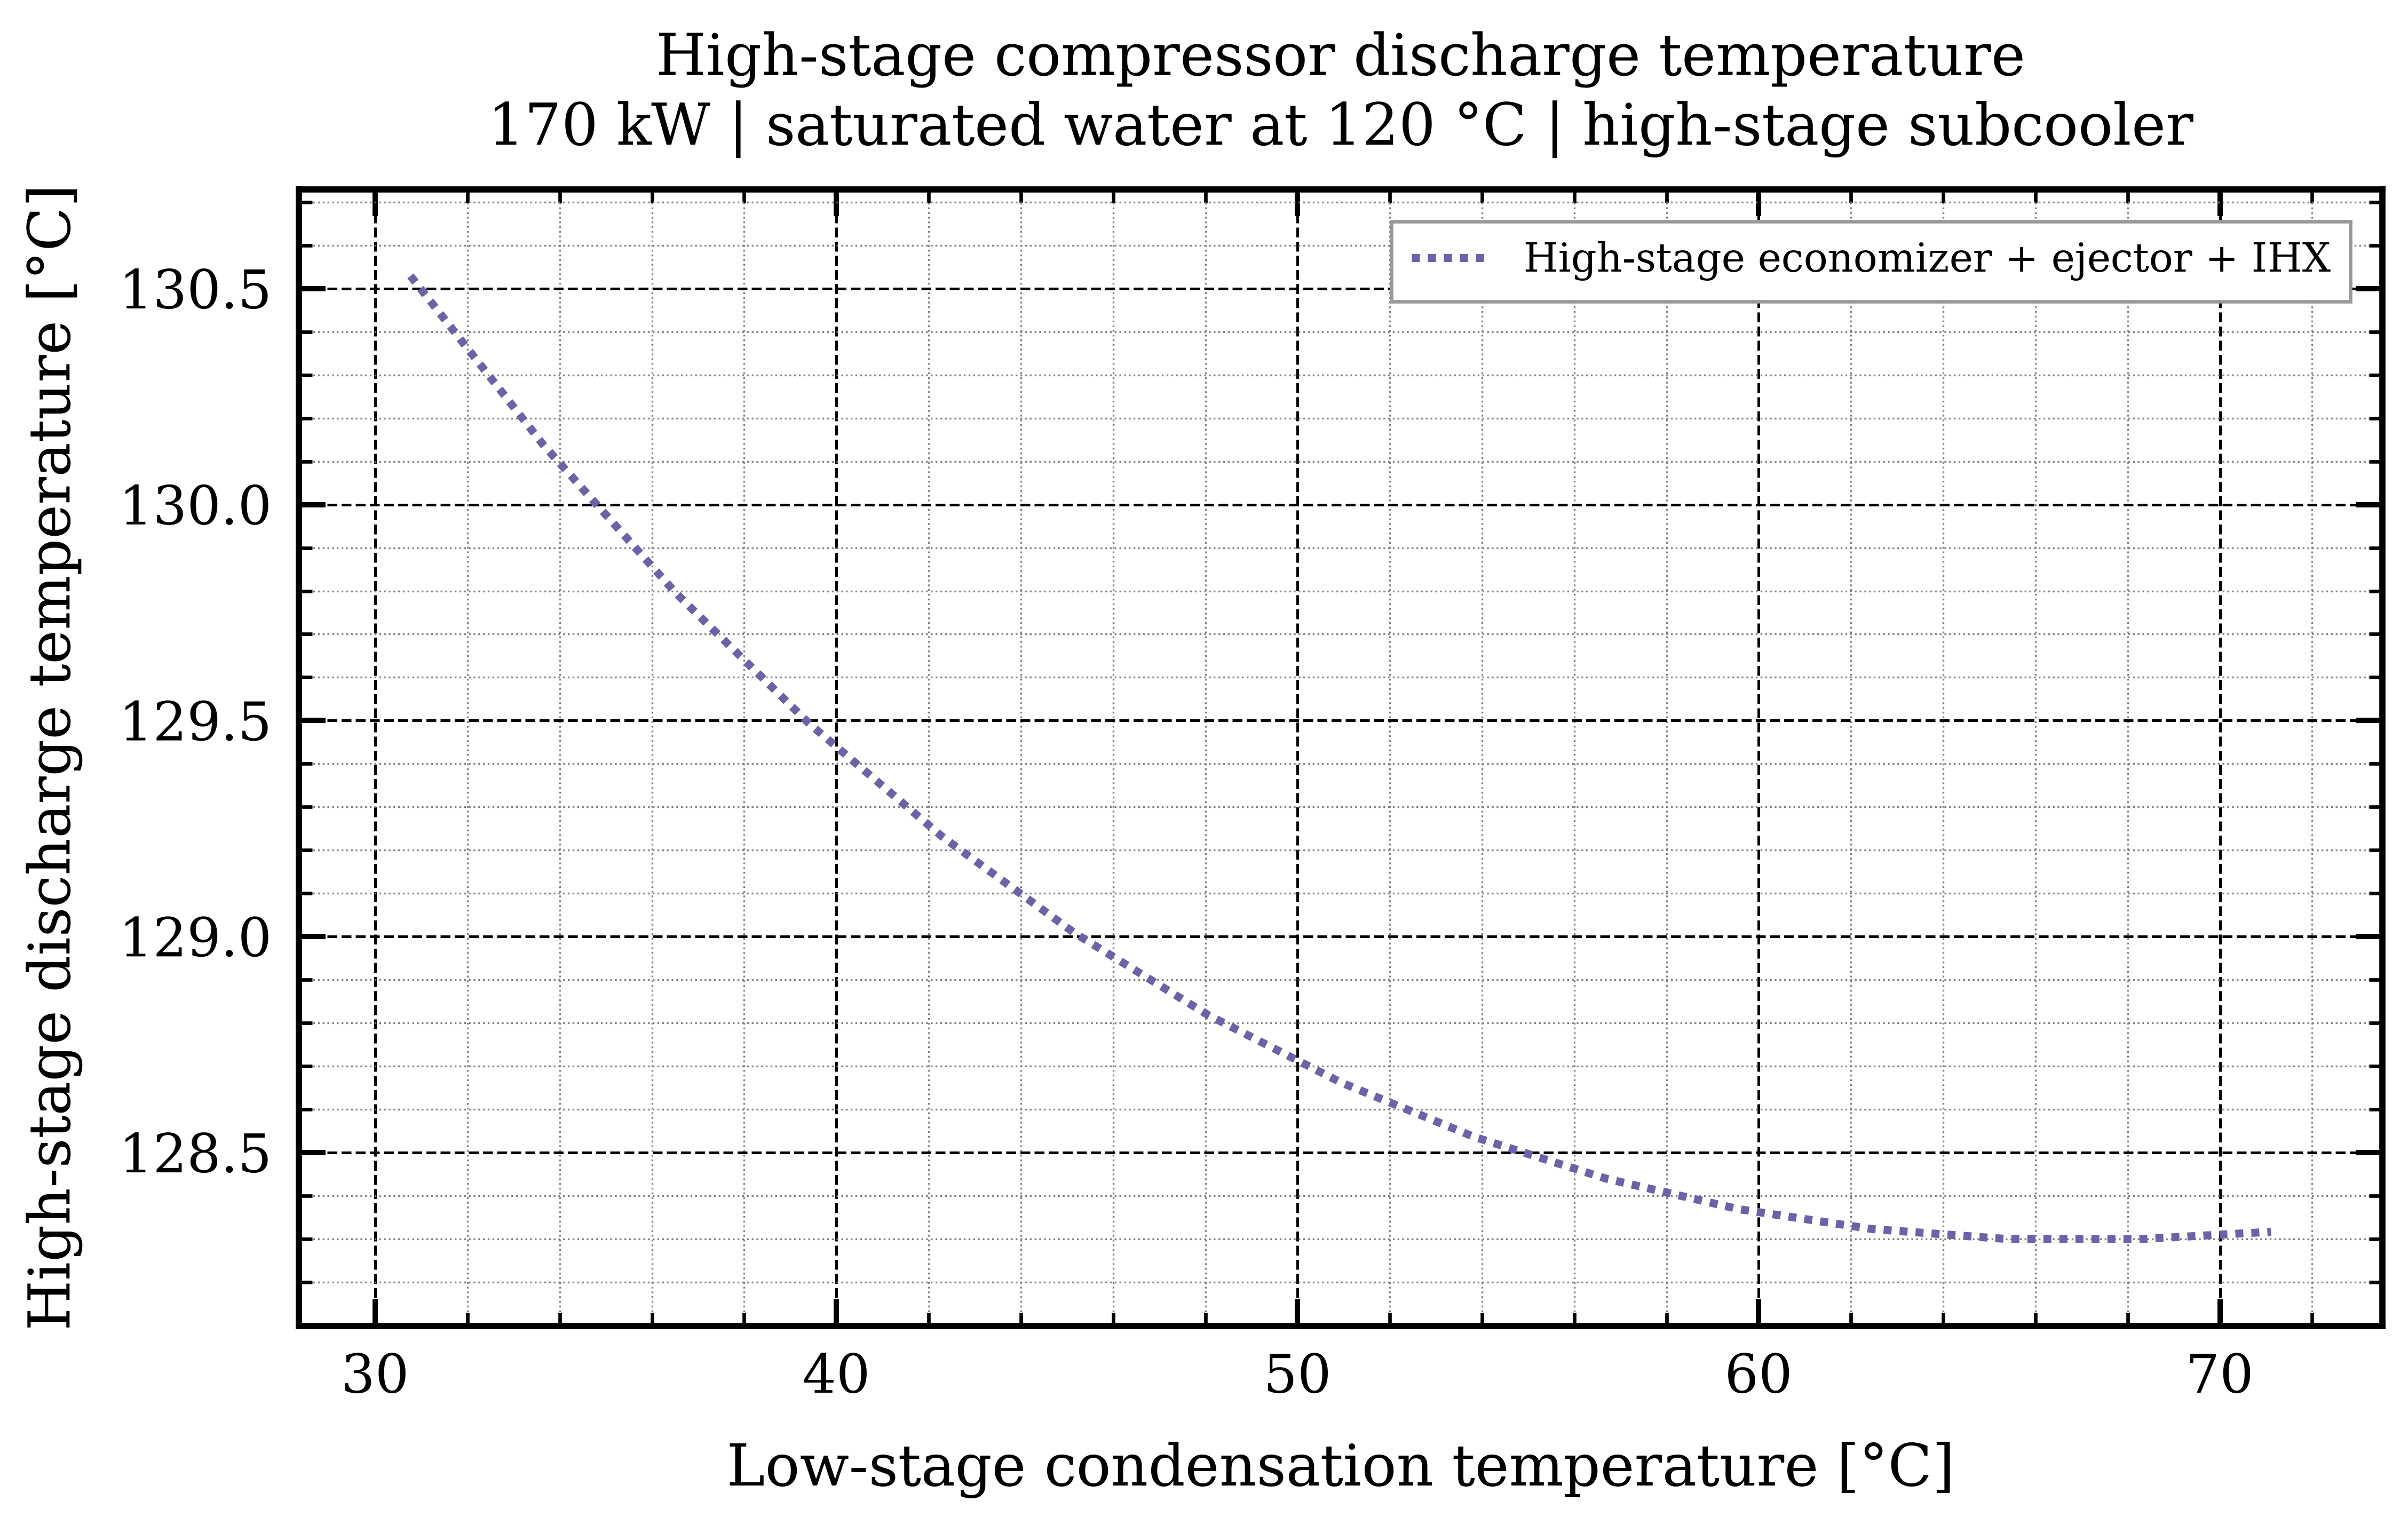 High-stage compressor discharge temperature
170 kW | saturated water at 120 °C | high-stage subcooler
High-stage discharge temperature [°C]
130.5
130.0
129.5
129.0
128.5
High-stage economizer + ejector + IHX
30 40 50 60 70
Low-stage condensation temperature [°C]